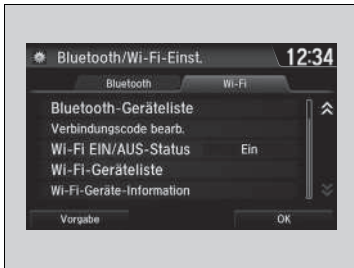 Bluetooth/Wi-Fi-Einst. 12:34
Bluetooth Wi-Fi
Bluetooth-Geräteliste
Verbindungscode bearb.
Wi-Fi EIN/AUS-Status Ein
Wi-Fi-Geräteliste
Wi-Fi-Geräte-Information
Vorgabe OK